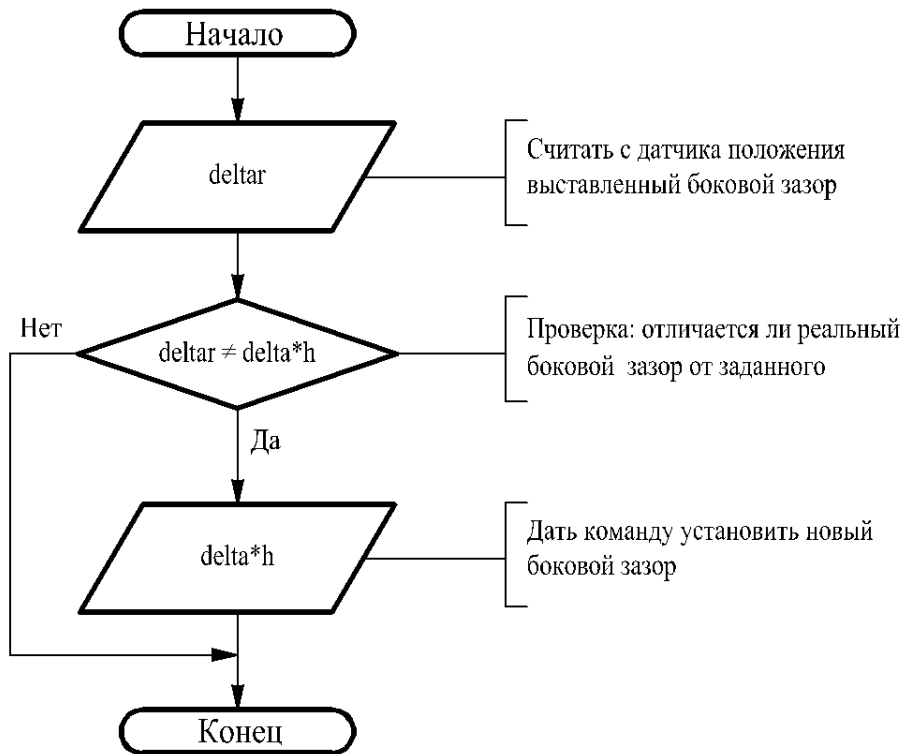 Начало
deltar
Считать с датчика положения
выставленный боковой зазор
Нет
deltar ≠ delta*h
Проверка: отличается ли реальный
боковой зазор от заданного
Да
delta*h
Дать команду установить новый
боковой зазор
Конец